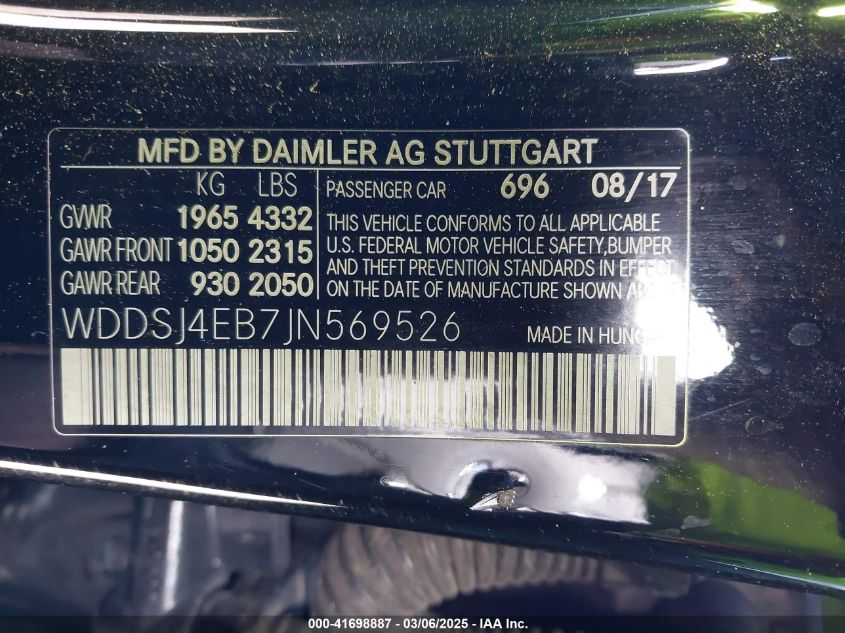 MFD BY DAIMLER AG STUTTGART
KG LBS
GVWR 1965 4332
GAWR FRONT 1050 2315
GAWR REAR 930 2050
PASSENGER CAR 696 08/17
THIS VEHICLE CONFORMS TO ALL APPLICABLE
U.S. FEDERAL MOTOR VEHICLE SAFETY,BUMPER
AND THEFT PREVENTION STANDARDS IN EFFECT
ON THE DATE OF MANUFACTURE SHOWN
WDDSJ4EB7JN569526
MADE IN
000-41698887 - 03/06/2025 - IAA Inc.